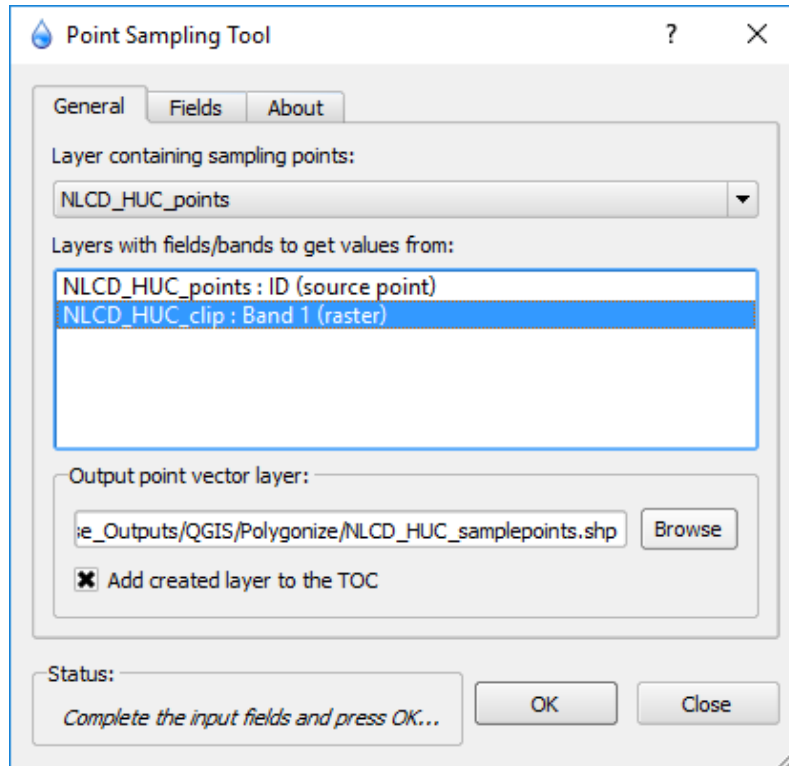 Point Sampling Tool
?
General Fields About
Layer containing sampling points:
NLCD_HUC_points
Layers with fields/bands to get values from:
NLCD_HUC_points : ID (source point)
NLCD_HUC_clip : Band 1 (raster)
Output point vector layer:
se_Outputs/QGIS/Polygonize/NLCD_HUC_samplepoints.shp Browse
Add created layer to the TOC
Status:
Complete the input fields and press OK... OK Close